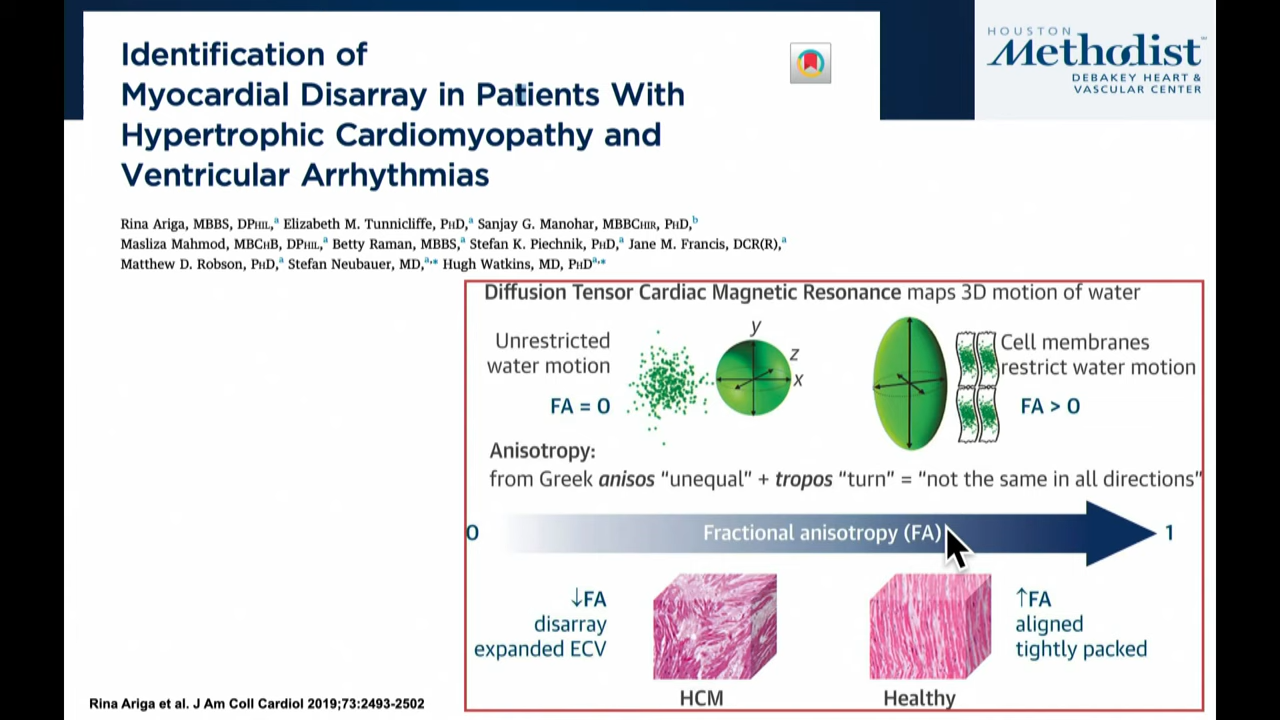 Identification of
Myocardial Disarray in Patients With
Hypertrophic Cardiomyopathy and
Ventricular Arrhythmias
HOUSTON
Methodist
DEBAKEY HEART &
VASCULAR CENTER
Rina Ariga, MBBS, DPHIL,ᵃ Elizabeth M. Tunnicliffe, PHD,ᵃ Sanjay G. Manohar, MBBCHIR, PHD,ᵇ
Masliza Mahmod, MBCHB, DPHIL,ᵃ Betty Raman, MBBS,ᵃ Stefan K. Piechnik, PHD,ᵃ Jane M. Francis, DCR(R),ᵃ
Matthew D. Robson, PHD,ᵃ Stefan Neubauer, MD,ᵃ,* Hugh Watkins, MD, PHDᵃ,*
Diffusion Tensor Cardiac Magnetic Resonance maps 3D motion of water
Unrestricted
water motion
FA = 0
y
z
x
Cell membranes
restrict water motion
FA > 0
Anisotropy:
from Greek anisos "unequal" + tropos "turn" = "not the same in all directions"
0
Fractional anisotropy (FA)
1
↓FA
disarray
expanded ECV
HCM
Healthy
↑FA
aligned
tightly packed
Rina Ariga et al. J Am Coll Cardiol 2019;73:2493-2502